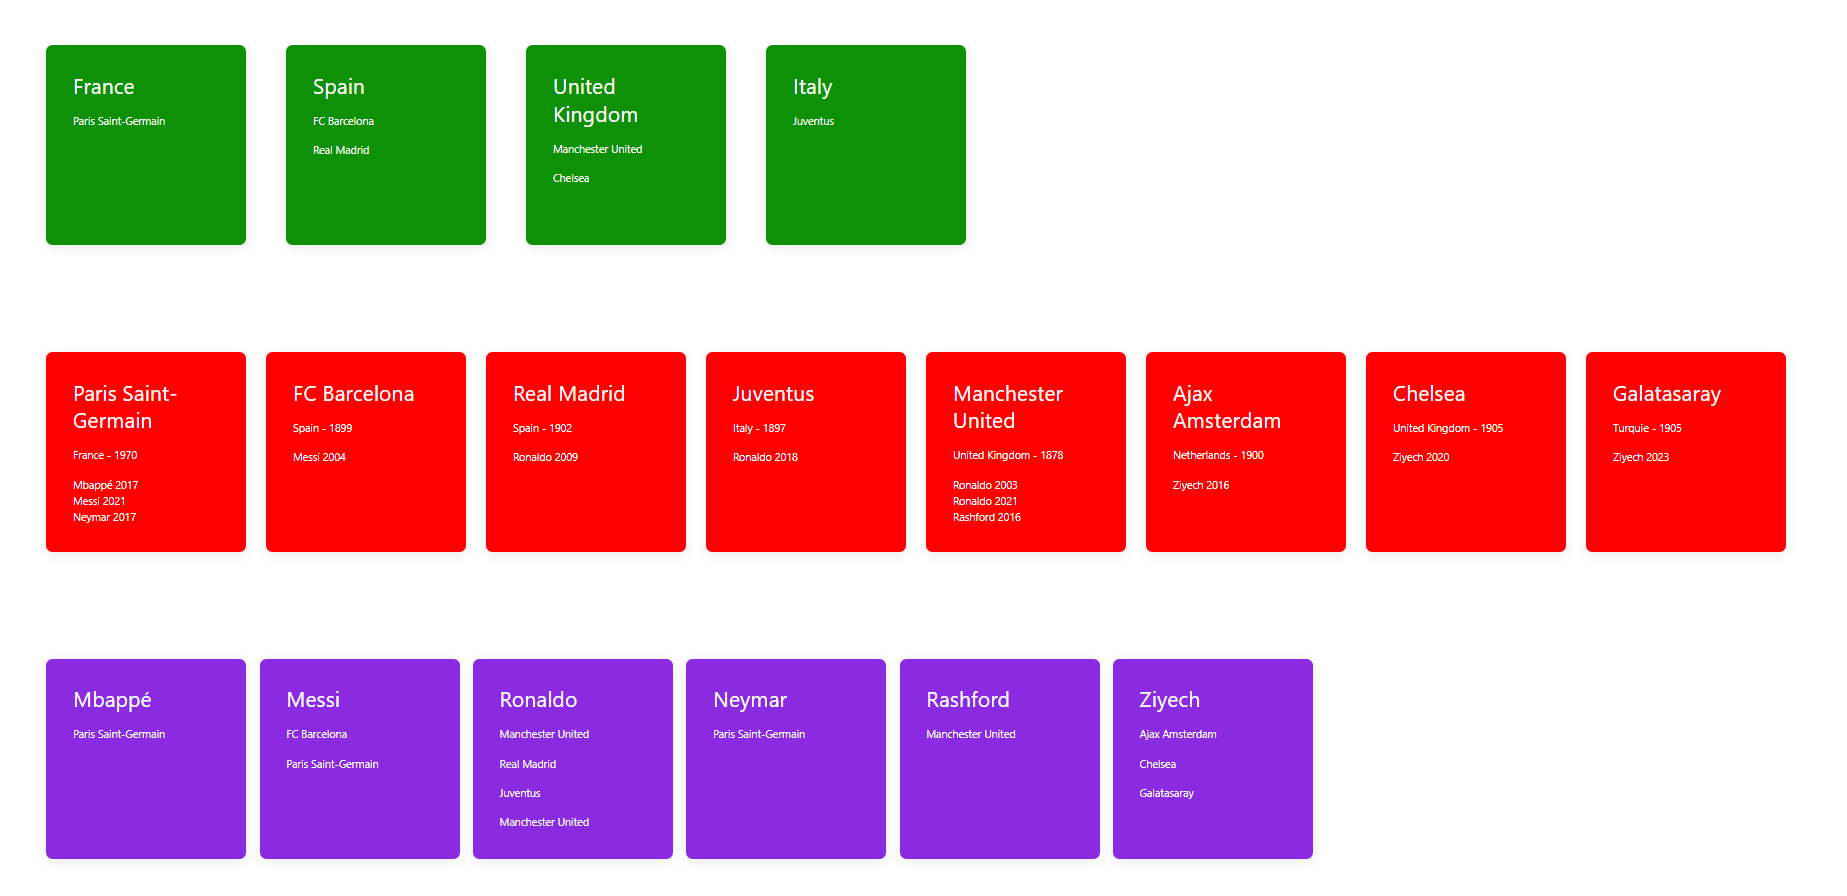 France
Paris Saint-Germain
Spain
FC Barcelona
Real Madrid
United
Kingdom
Manchester United
Chelsea
Italy
Juventus
Paris Saint-
Germain
France - 1970
Mbappé 2017
Messi 2021
Neymar 2017
FC Barcelona
Spain - 1899
Messi 2004
Real Madrid
Spain - 1902
Ronaldo 2009
Juventus
Italy - 1897
Ronaldo 2018
Manchester
United
United Kingdom - 1878
Ronaldo 2003
Ronaldo 2021
Rashford 2016
Ajax
Amsterdam
Netherlands - 1900
Ziyech 2016
Chelsea
United Kingdom - 1905
Ziyech 2020
Galatasaray
Turquie - 1905
Ziyech 2023
Mbappé
Paris Saint-Germain
Messi
FC Barcelona
Paris Saint-Germain
Ronaldo
Manchester United
Real Madrid
Juventus
Manchester United
Neymar
Paris Saint-Germain
Rashford
Manchester United
Ziyech
Ajax Amsterdam
Chelsea
Galatasaray